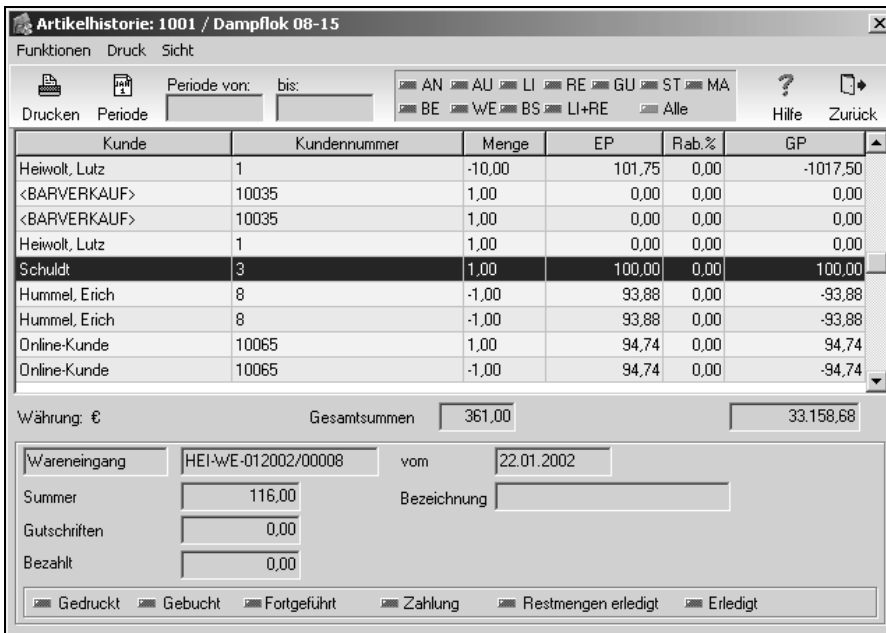 Artikelhistorie: 1001 / Dampflok 08-15
Funktionen Druck Sicht
Drucken Periode Periode von: bis: AN AU LI RE GU ST MA
BE WE BS LI+RE Alle Hilfe Zurück
Kunde Kundennummer Menge EP Rab.% GP
Heiwolt, Lutz 1 -10,00 101,75 0,00 -1017,50
<BARVERKAUF> 10035 1,00 0,00 0,00 0,00
<BARVERKAUF> 10035 1,00 0,00 0,00 0,00
Heiwolt, Lutz 1 1,00 0,00 0,00 0,00
Schuldt 3 1,00 100,00 0,00 100,00
Hummel, Erich 8 -1,00 93,88 0,00 -93,88
Hummel, Erich 8 -1,00 93,88 0,00 -93,88
Online-Kunde 10065 1,00 94,74 0,00 94,74
Online-Kunde 10065 -1,00 94,74 0,00 -94,74
Währung: € Gesamtsummen 361,00 33.158,68
Wareneingang HEI-WE-012002/00008 vom 22.01.2002
Summer 116,00 Bezeichnung
Gutschriften 0,00
Bezahlt 0,00
Gedruckt Gebucht Fortgeführt Zahlung Restmengen erledigt Erledigt